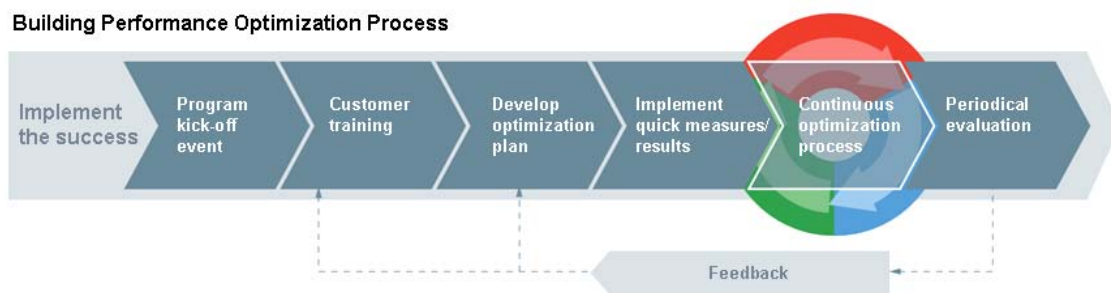 Building Performance Optimization Process
Implement
the success
Program
kick-off
event
Customer
training
Develop
optimization
plan
Implement
quick measures/
results
Continuous
optimization
process
Periodical
evaluation
Feedback